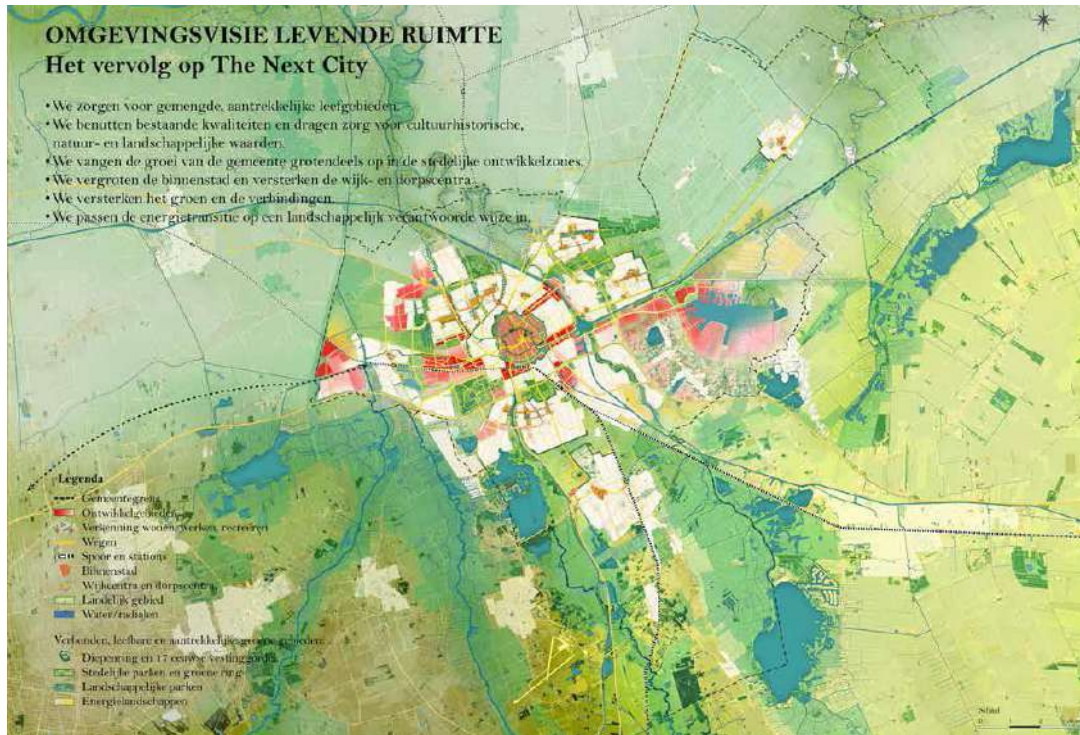 OMGEVINGSVISIE LEVENDE RUIMTE
Het vervolg op The Next City
• We zorgen voor gemengde, aantrekkelijke leefgebieden.
• We benutten bestaande kwaliteiten en dragen zorg voor cultuurhistorische,
natuur- en landschappelijke waarden.
• We vangen de groei van de gemeente grotendeels op in de stedelijke ontwikkelzones.
• We vergroten de binnenstad en versterken de wijk- en dorpscentra.
• We versterken het groen en de verbindingen.
• We passen de energietransitie op een landschappelijk verantwoorde wijze in.
Legenda
Gemeentegrens
Ontwikkelgebieden
Verkenning wonen, werken, recreëren
Wegen
Spoor en stations
Binnenstad
Wijkcentra en dorpscentra
Landelijk gebied
Water/radialen
Verbonden, leefbare en aantrekkelijke groene gebieden:
Diepenring en 17 eeuwse vestinggordel
Stedelijke parken en groene ring
Landschappelijke parken
Energielandschappen
0 1 2